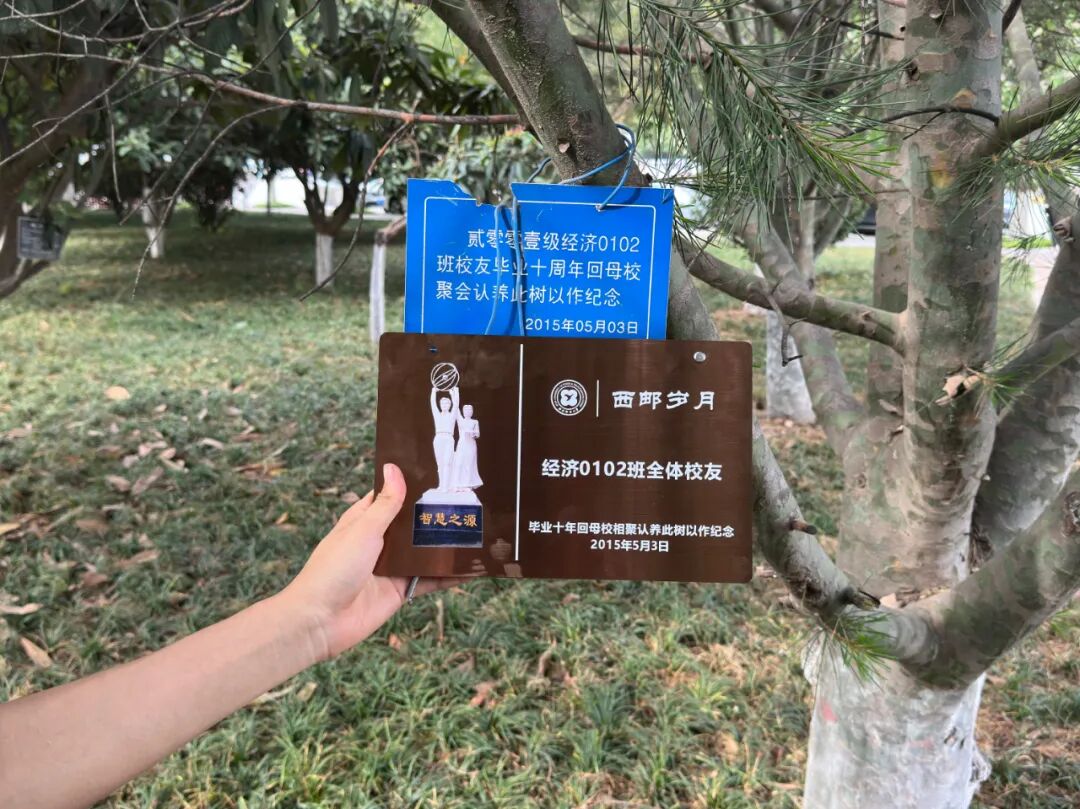 贰零零壹级经济0102
班校友毕业十周年回母校
聚会认养此树以作纪念
2015年05月03日
西邮岁月
经济0102班全体校友
智慧之源
毕业十年回母校相聚认养此树以作纪念
2015年5月3日